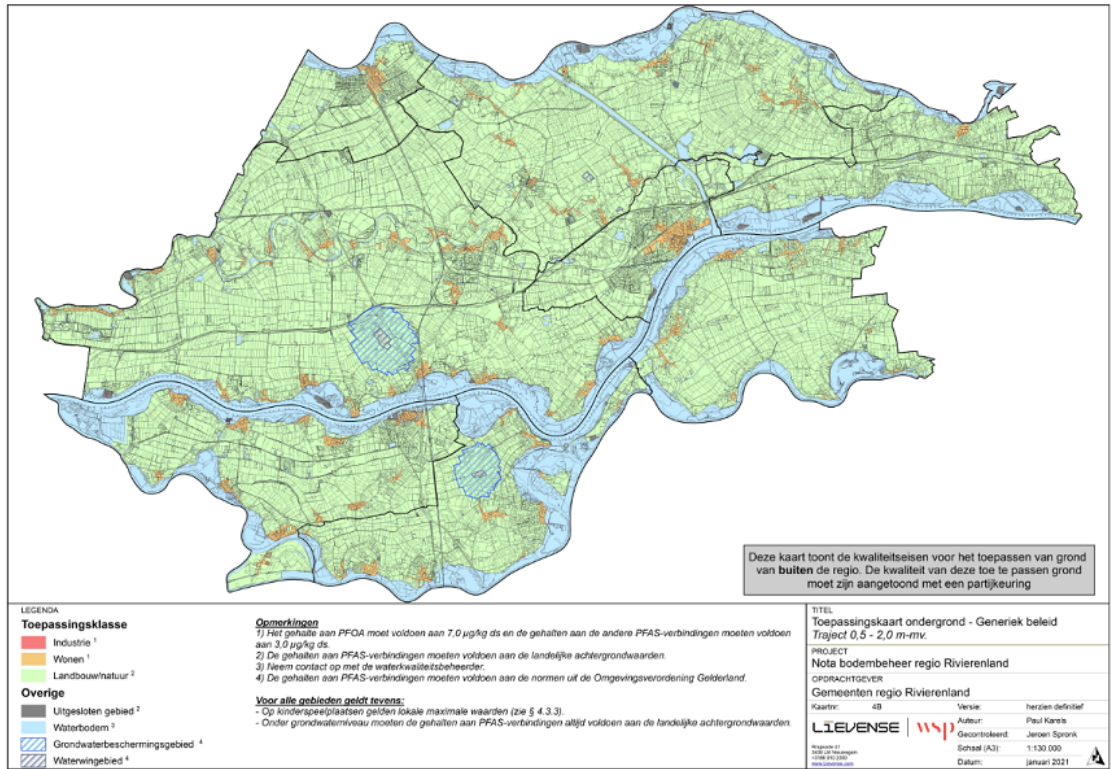 Deze kaart toont de kwaliteitseisen voor het toepassen van grond
van buiten de regio. De kwaliteit van deze toe te passen grond
moet zijn aangetoond met een partijkeuring
LEGENDA
Toepassingsklasse
Industrie ¹
Wonen ¹
Landbouw/natuur ²
Overige
Uitgesloten gebied ²
Waterbodem ³
Grondwaterbeschermingsgebied ⁴
Waterwingebied ⁴
Opmerkingen
1) Het gehalte aan PFOA moet voldoen aan 7,0 µg/kg ds en de gehalten aan de andere PFAS-verbindingen moeten voldoen
aan 3,0 µg/kg ds.
2) De gehalten aan PFAS-verbindingen moeten voldoen aan de landelijke achtergrondwaarden.
3) Neem contact op met de waterkwaliteitsbeheerder.
4) De gehalten aan PFAS-verbindingen moeten voldoen aan de normen uit de Omgevingsverordening Gelderland.
Voor alle gebieden geldt tevens:
- Op kinderspeelplaatsen gelden lokale maximale waarden (zie § 4.3.3).
- Onder grondwaterniveau moeten de gehalten aan PFAS-verbindingen altijd voldoen aan de landelijke achtergrondwaarden.
TITEL
Toepassingskaart ondergrond - Generiek beleid
Traject 0,5 - 2,0 m-mv.
PROJECT
Nota bodembeheer regio Rivierenland
OPDRACHTGEVER
Gemeenten regio Rivierenland
Kaartnr: 4B Versie: herzien definitief
LIEVENSE wsp
Auteur: Paul Karels
Gecontroleerd: Jeroen Spronk
Schaal (A3): 1:130.000
Datum: januari 2021
www.Lievense.com